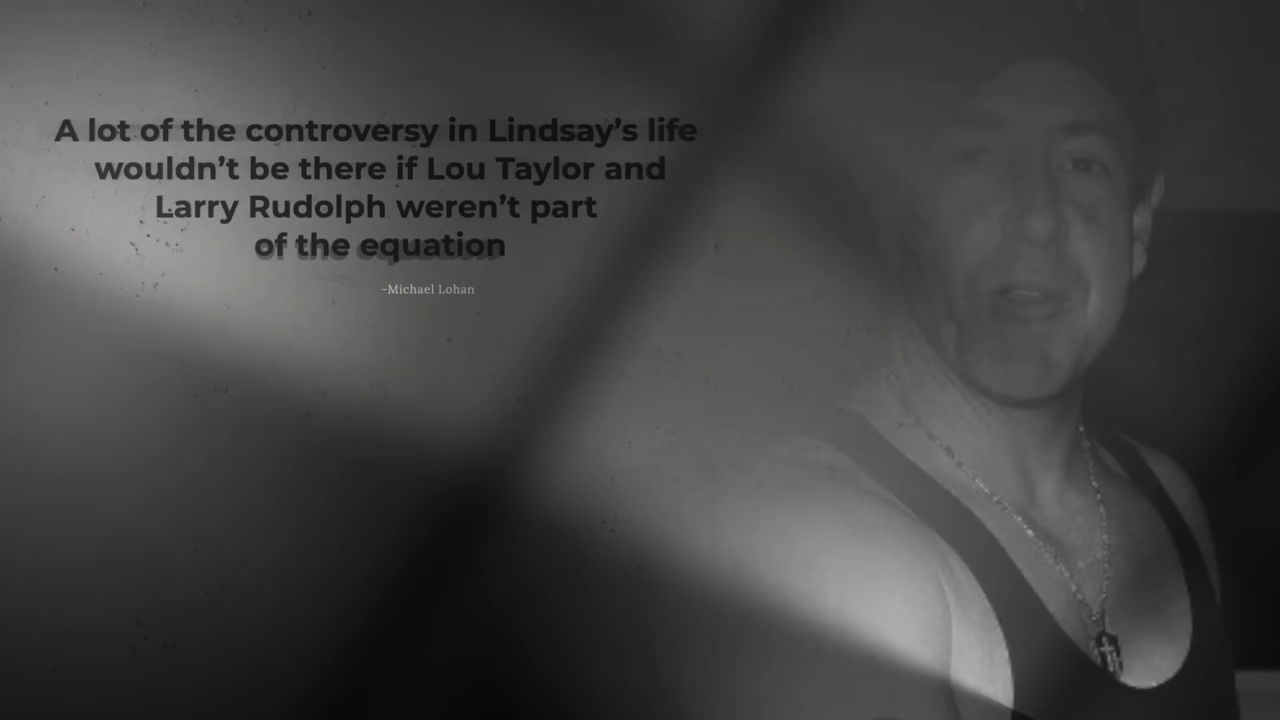 A lot of the controversy in Lindsay’s life
wouldn’t be there if Lou Taylor and
Larry Rudolph weren’t part
of the equation
-Michael Lohan